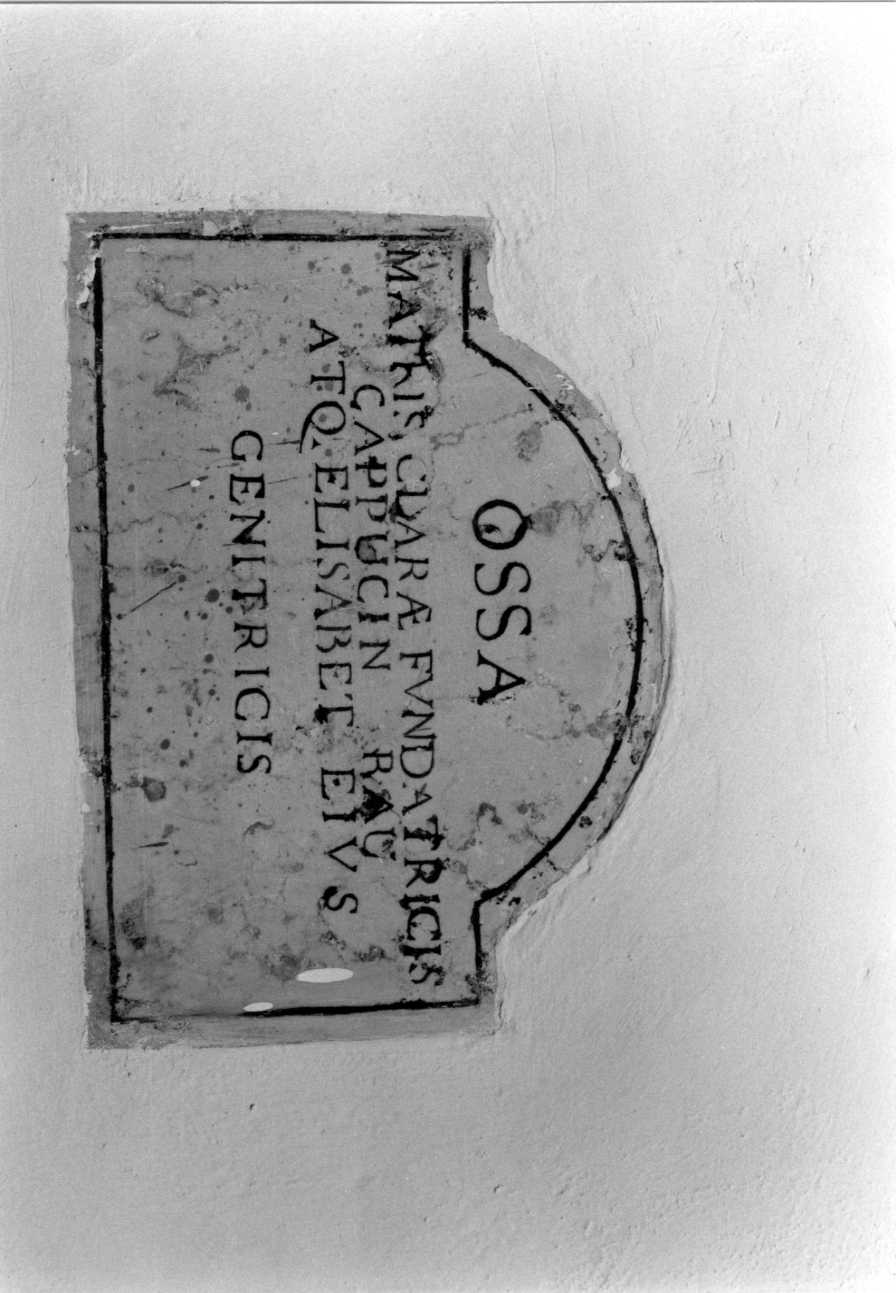 OSSA
MATRIS CLARÆ FVNDATRICIS
CAPPUCIN RAU
ATQ ELISABET EIVS
GENITRICIS